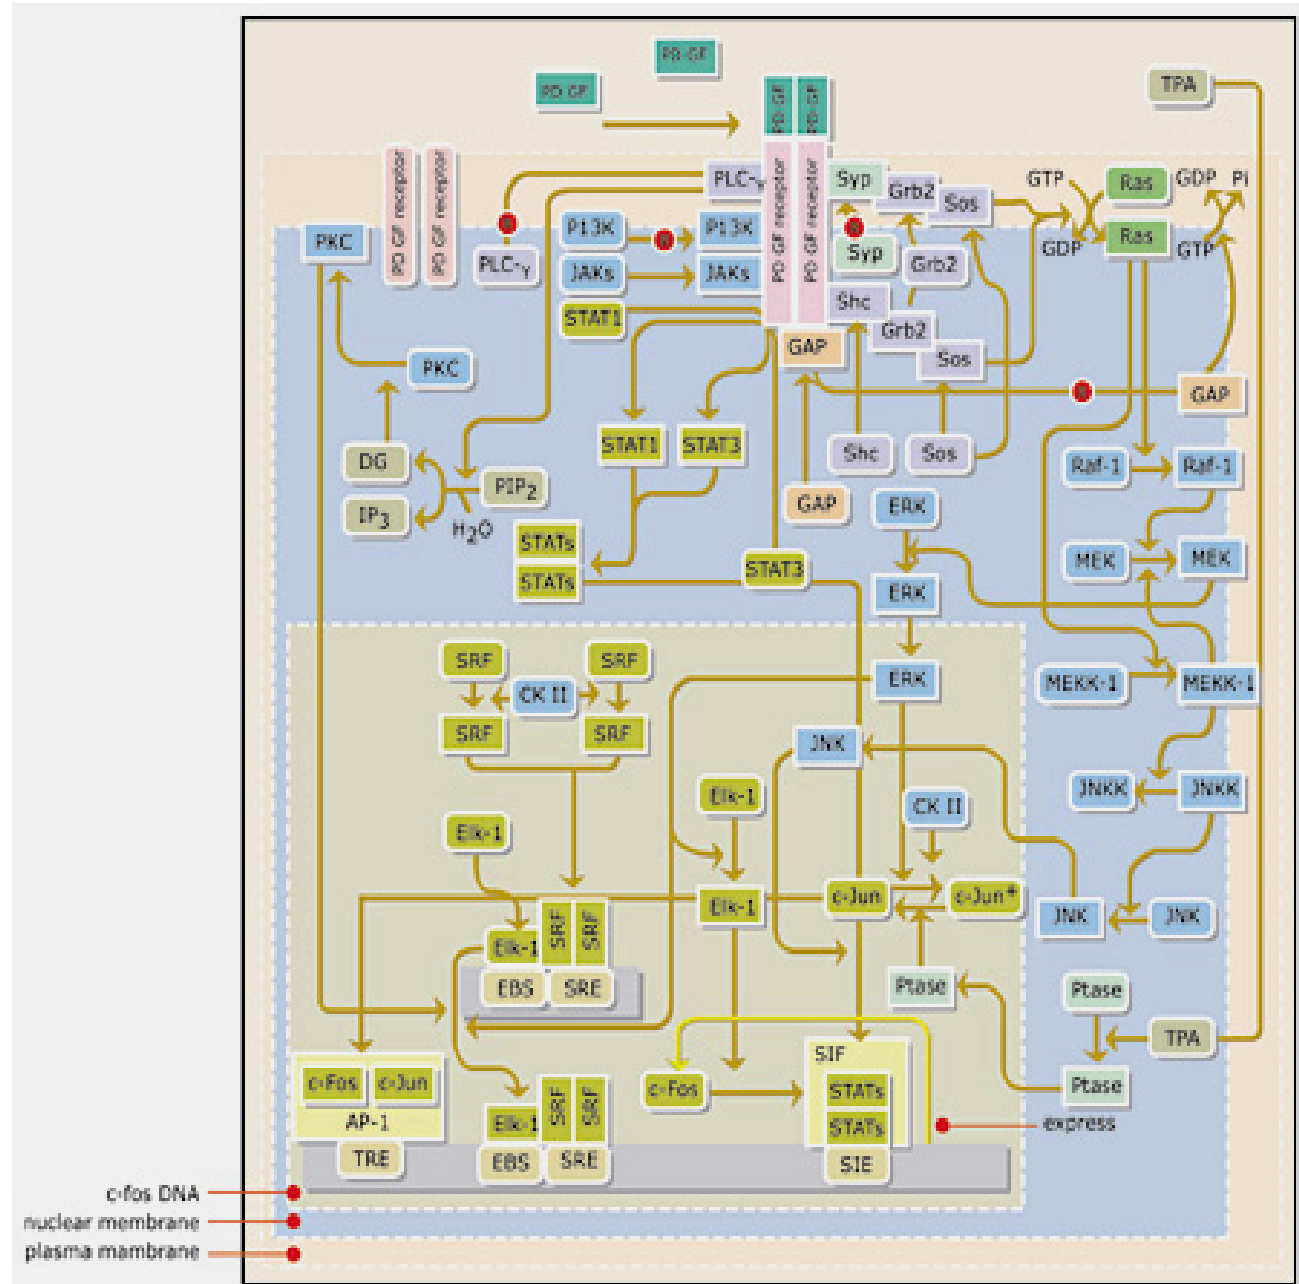 PD-GF
PD GF
PD-GF
PD-GF
TPA
PD GF receptor
PD GF receptor
PD GF receptor
PD GF receptor
PLC-γ
Syp
Grb2
Sos
GTP
Ras
GDP
Pi
PKC
P13K
P13K
GDP
Ras
GTP
PLC-γ
Syp
Grb2
JAKs
JAKs
STAT1
Shc
Grb2
GAP
Sos
PKC
GAP
STAT1
STAT3
Shc
Sos
DG
Raf-1
Raf-1
PIP2
IP3
H2O
GAP
ERK
STATs
STATs
STAT3
MEK
MEK
ERK
SRF
SRF
CK II
ERK
MEKK-1
MEKK-1
SRF
SRF
JNK
Elk-1
CK II
JNKK
JNKK
Elk-1
Elk-1
c-Jun
c-Jun*
JNK
JNK
Elk-1
SRF
SRF
EBS
SRE
Ptase
Ptase
TPA
SIF
c-Fos
c-Jun
AP-1
TRE
c-Fos
STATs
STATs
SIE
Ptase
express
Elk-1
SRF
SRF
EBS
SRE
c-fos DNA
nuclear membrane
plasma mambrane